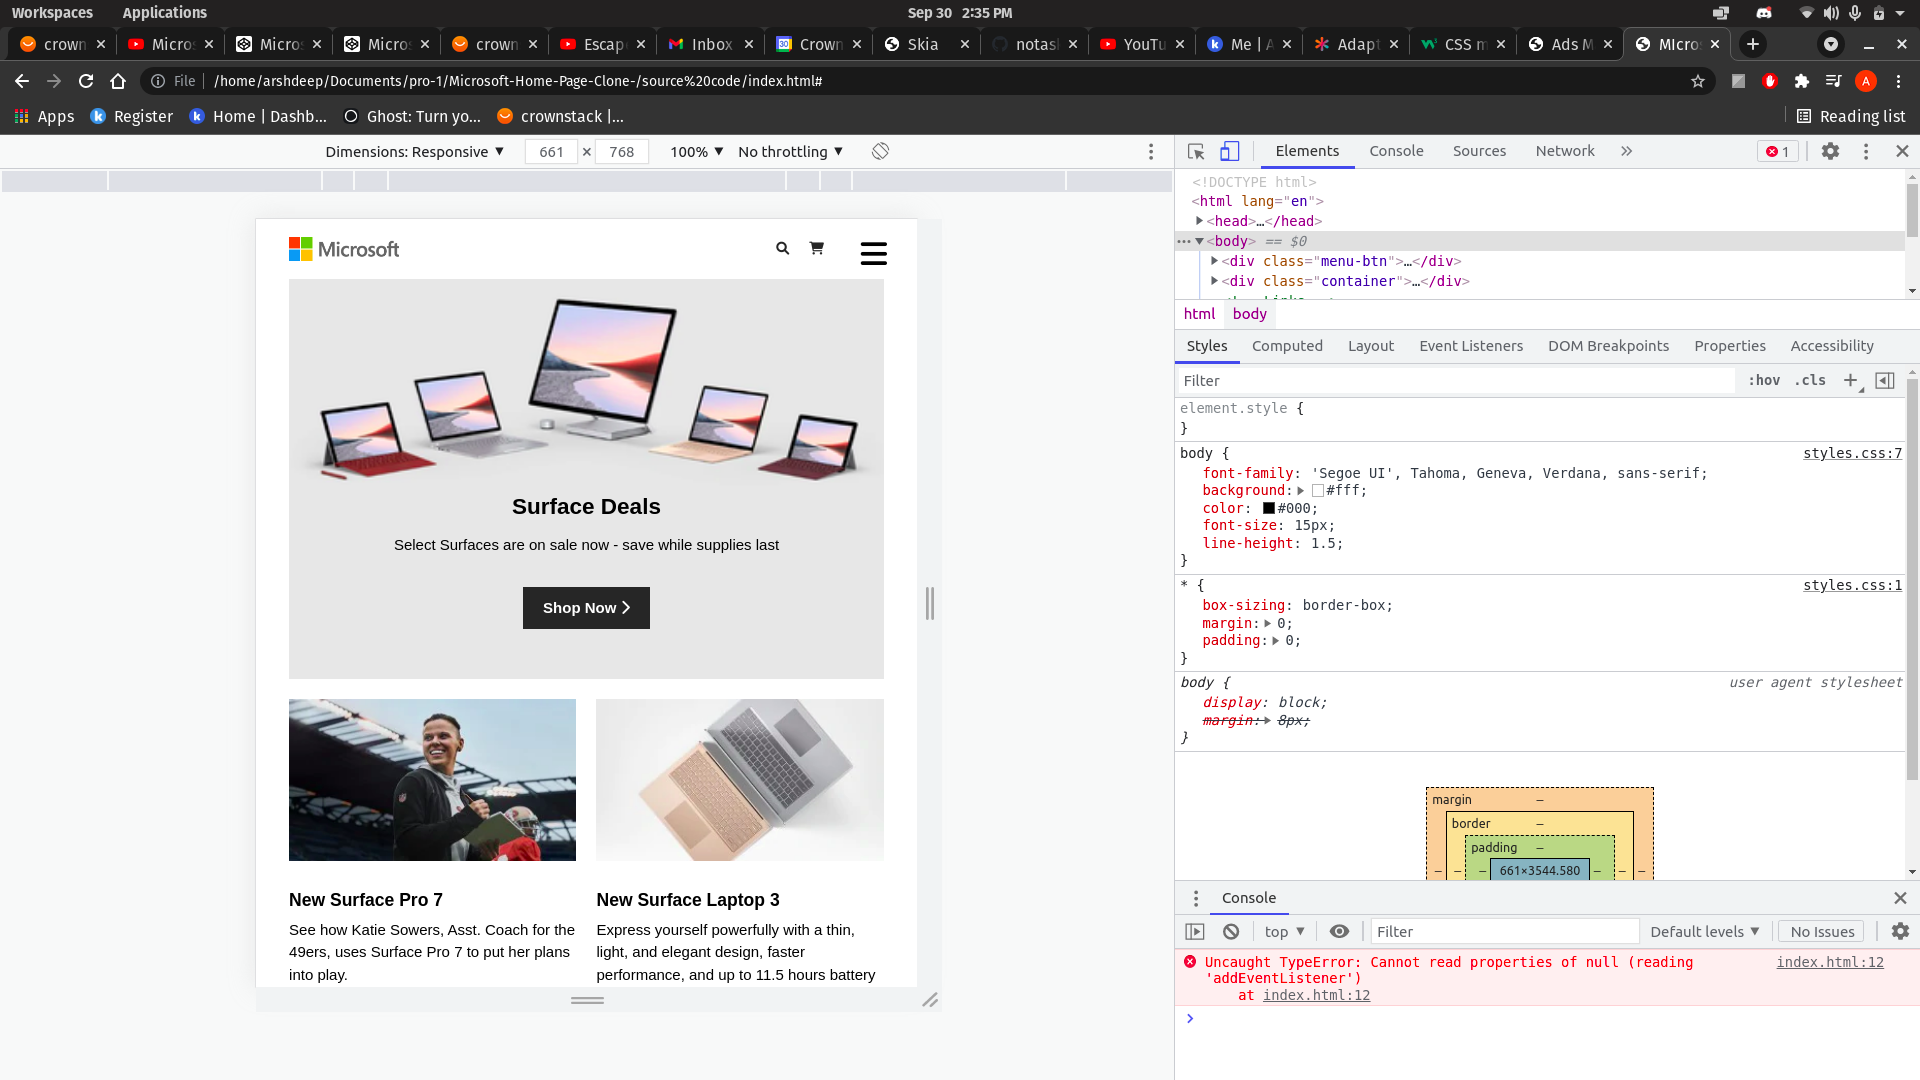 Workspaces Applications Sep 30 2:35 PM
crown Micros Micros Micros crown Escap Inbox Crown Skia notas YouTu Me | A Adapt CSS m Ads M MIcros
File /home/arshdeep/Documents/pro-1/Microsoft-Home-Page-Clone-/source%20code/index.html# A
Apps Register Home | Dashb... Ghost: Turn yo... crownstack |... Reading list
Dimensions: Responsive ▼ 661 × 768 100% ▼ No throttling ▼
Microsoft
Surface Deals
Select Surfaces are on sale now - save while supplies last
Shop Now
New Surface Pro 7
See how Katie Sowers, Asst. Coach for the
49ers, uses Surface Pro 7 to put her plans
into play.
New Surface Laptop 3
Express yourself powerfully with a thin,
light, and elegant design, faster
performance, and up to 11.5 hours battery
Elements Console Sources Network » 1
<!DOCTYPE html>
<html lang="en">
<head>…</head>
<body> == $0
<div class="menu-btn">…</div>
<div class="container">…</div>
html body
Styles Computed Layout Event Listeners DOM Breakpoints Properties Accessibility
Filter :hov .cls +
element.style {
}
body { styles.css:7
font-family: 'Segoe UI', Tahoma, Geneva, Verdana, sans-serif;
background: #fff;
color: #000;
font-size: 15px;
line-height: 1.5;
}
* { styles.css:1
box-sizing: border-box;
margin: 0;
padding: 0;
}
body { user agent stylesheet
display: block;
margin: 8px;
}
margin –
border –
padding –
– – – 661×3544.580 – – –
Console
top ▼ Filter Default levels ▼ No Issues
Uncaught TypeError: Cannot read properties of null (reading index.html:12
'addEventListener')
at index.html:12